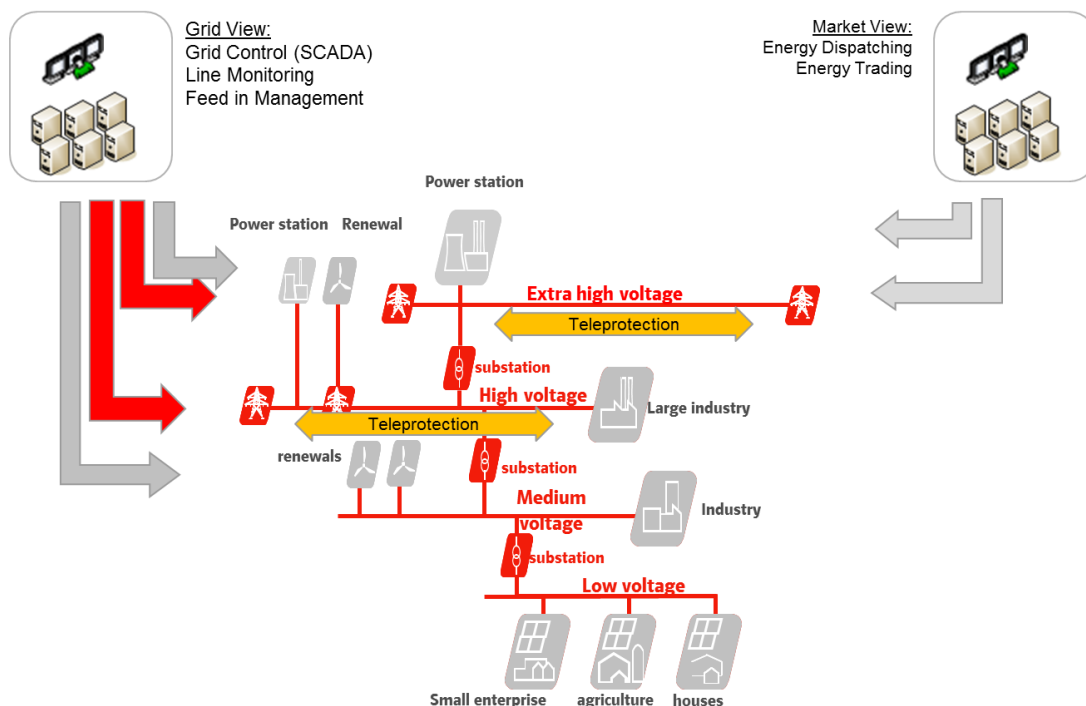 Grid View:
Grid Control (SCADA)
Line Monitoring
Feed in Management
Market View:
Energy Dispatching
Energy Trading
Power station
Power station
Renewal
Extra high voltage
Teleprotection
substation
High voltage
Large industry
Teleprotection
renewals
substation
Medium
voltage
Industry
substation
Low voltage
Small enterprise
agriculture
houses